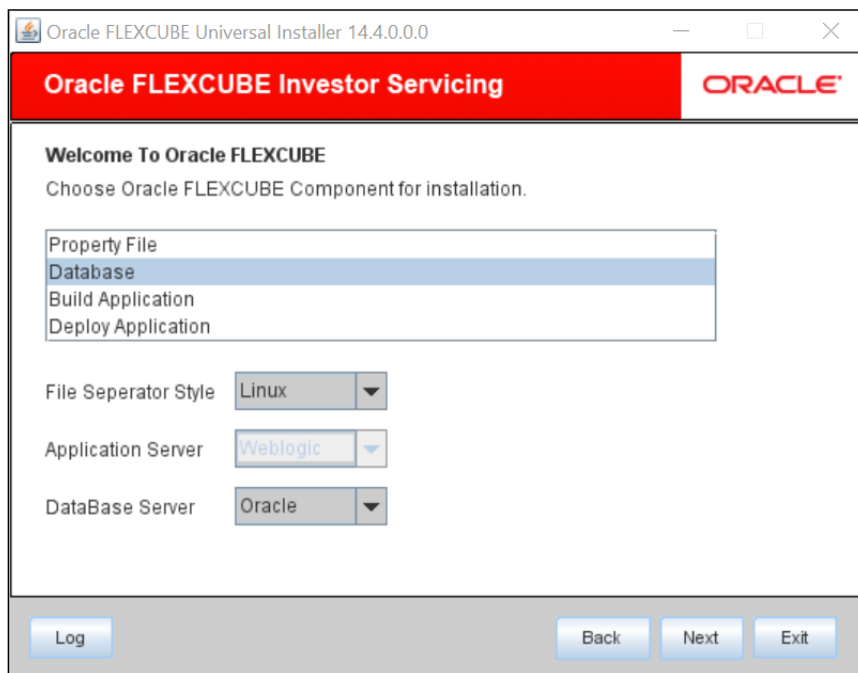 Oracle FLEXCUBE Universal Installer 14.4.0.0.0
Oracle FLEXCUBE Investor Servicing
ORACLE
Welcome To Oracle FLEXCUBE
Choose Oracle FLEXCUBE Component for installation.
Property File
Database
Build Application
Deploy Application
File Seperator Style Linux
Application Server Weblogic
DataBase Server Oracle
Log Back Next Exit